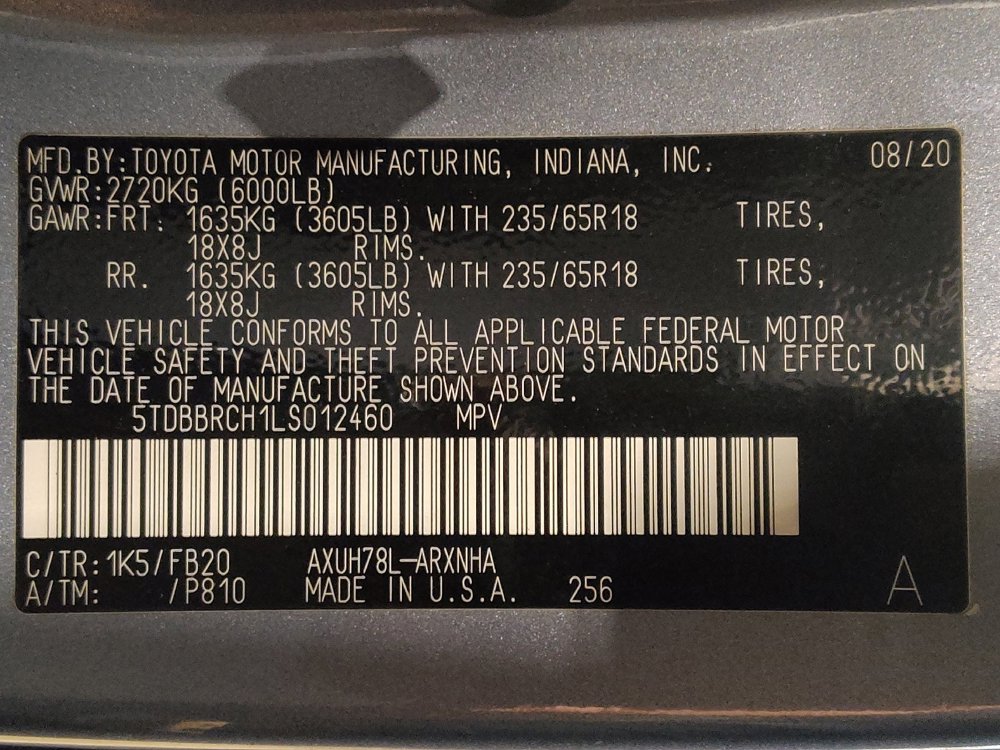 MFD.BY:TOYOTA MOTOR MANUFACTURING, INDIANA, INC. 08/20
GVWR:2720KG (6000LB)
GAWR:FRT: 1635KG (3605LB) WITH 235/65R18 TIRES,
18X8J RIMS.
RR. 1635KG (3605LB) WITH 235/65R18 TIRES,
18X8J RIMS.
THIS VEHICLE CONFORMS TO ALL APPLICABLE FEDERAL MOTOR
VEHICLE SAFETY AND THEFT PREVENTION STANDARDS IN EFFECT ON
THE DATE OF MANUFACTURE SHOWN ABOVE.
5TDBBRCH1LS012460 MPV
C/TR:1K5/FB20 AXUH78L-ARXNHA
A/TM: /P810 MADE IN U.S.A. 256 A